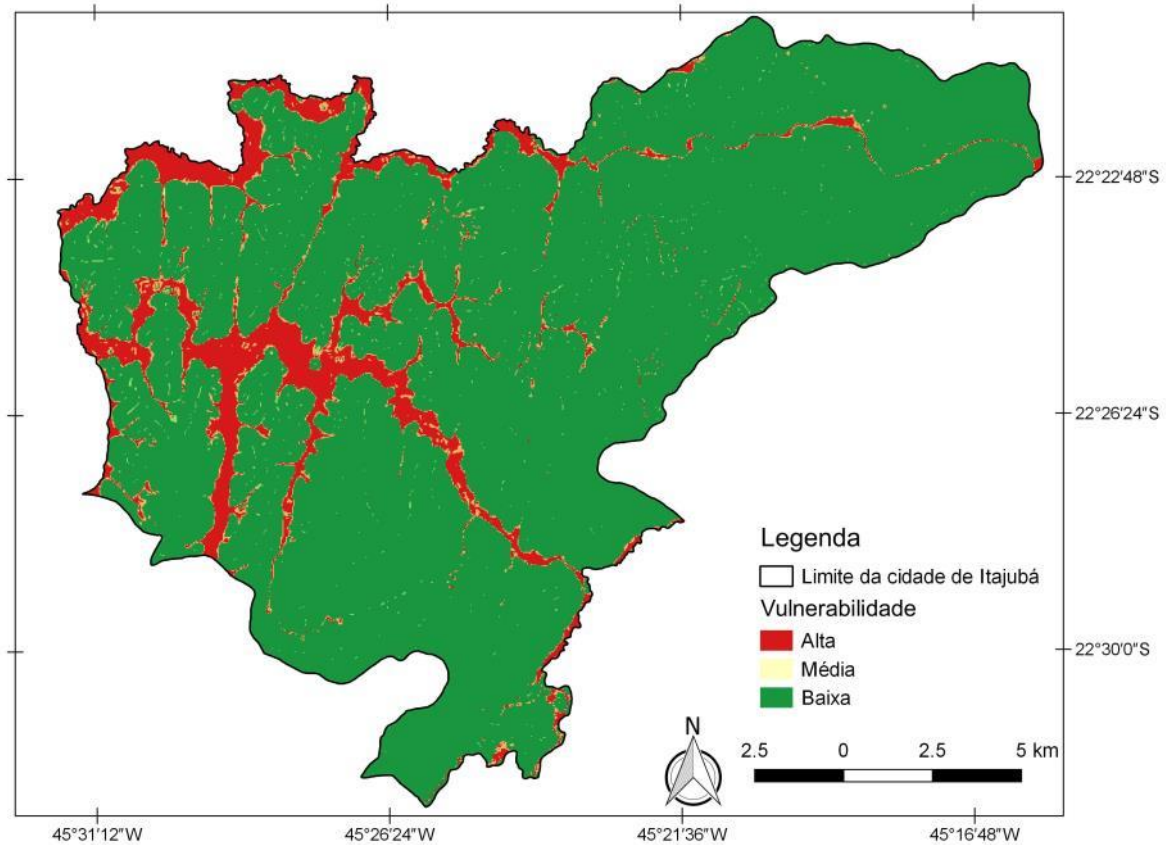 22°22'48"S
22°26'24"S
Legenda
Limite da cidade de Itajubá
Vulnerabilidade
Alta
Média
Baixa
22°30'0"S
N
2.5 0 2.5 5 km
45°31'12"W 45°26'24"W 45°21'36"W 45°16'48"W